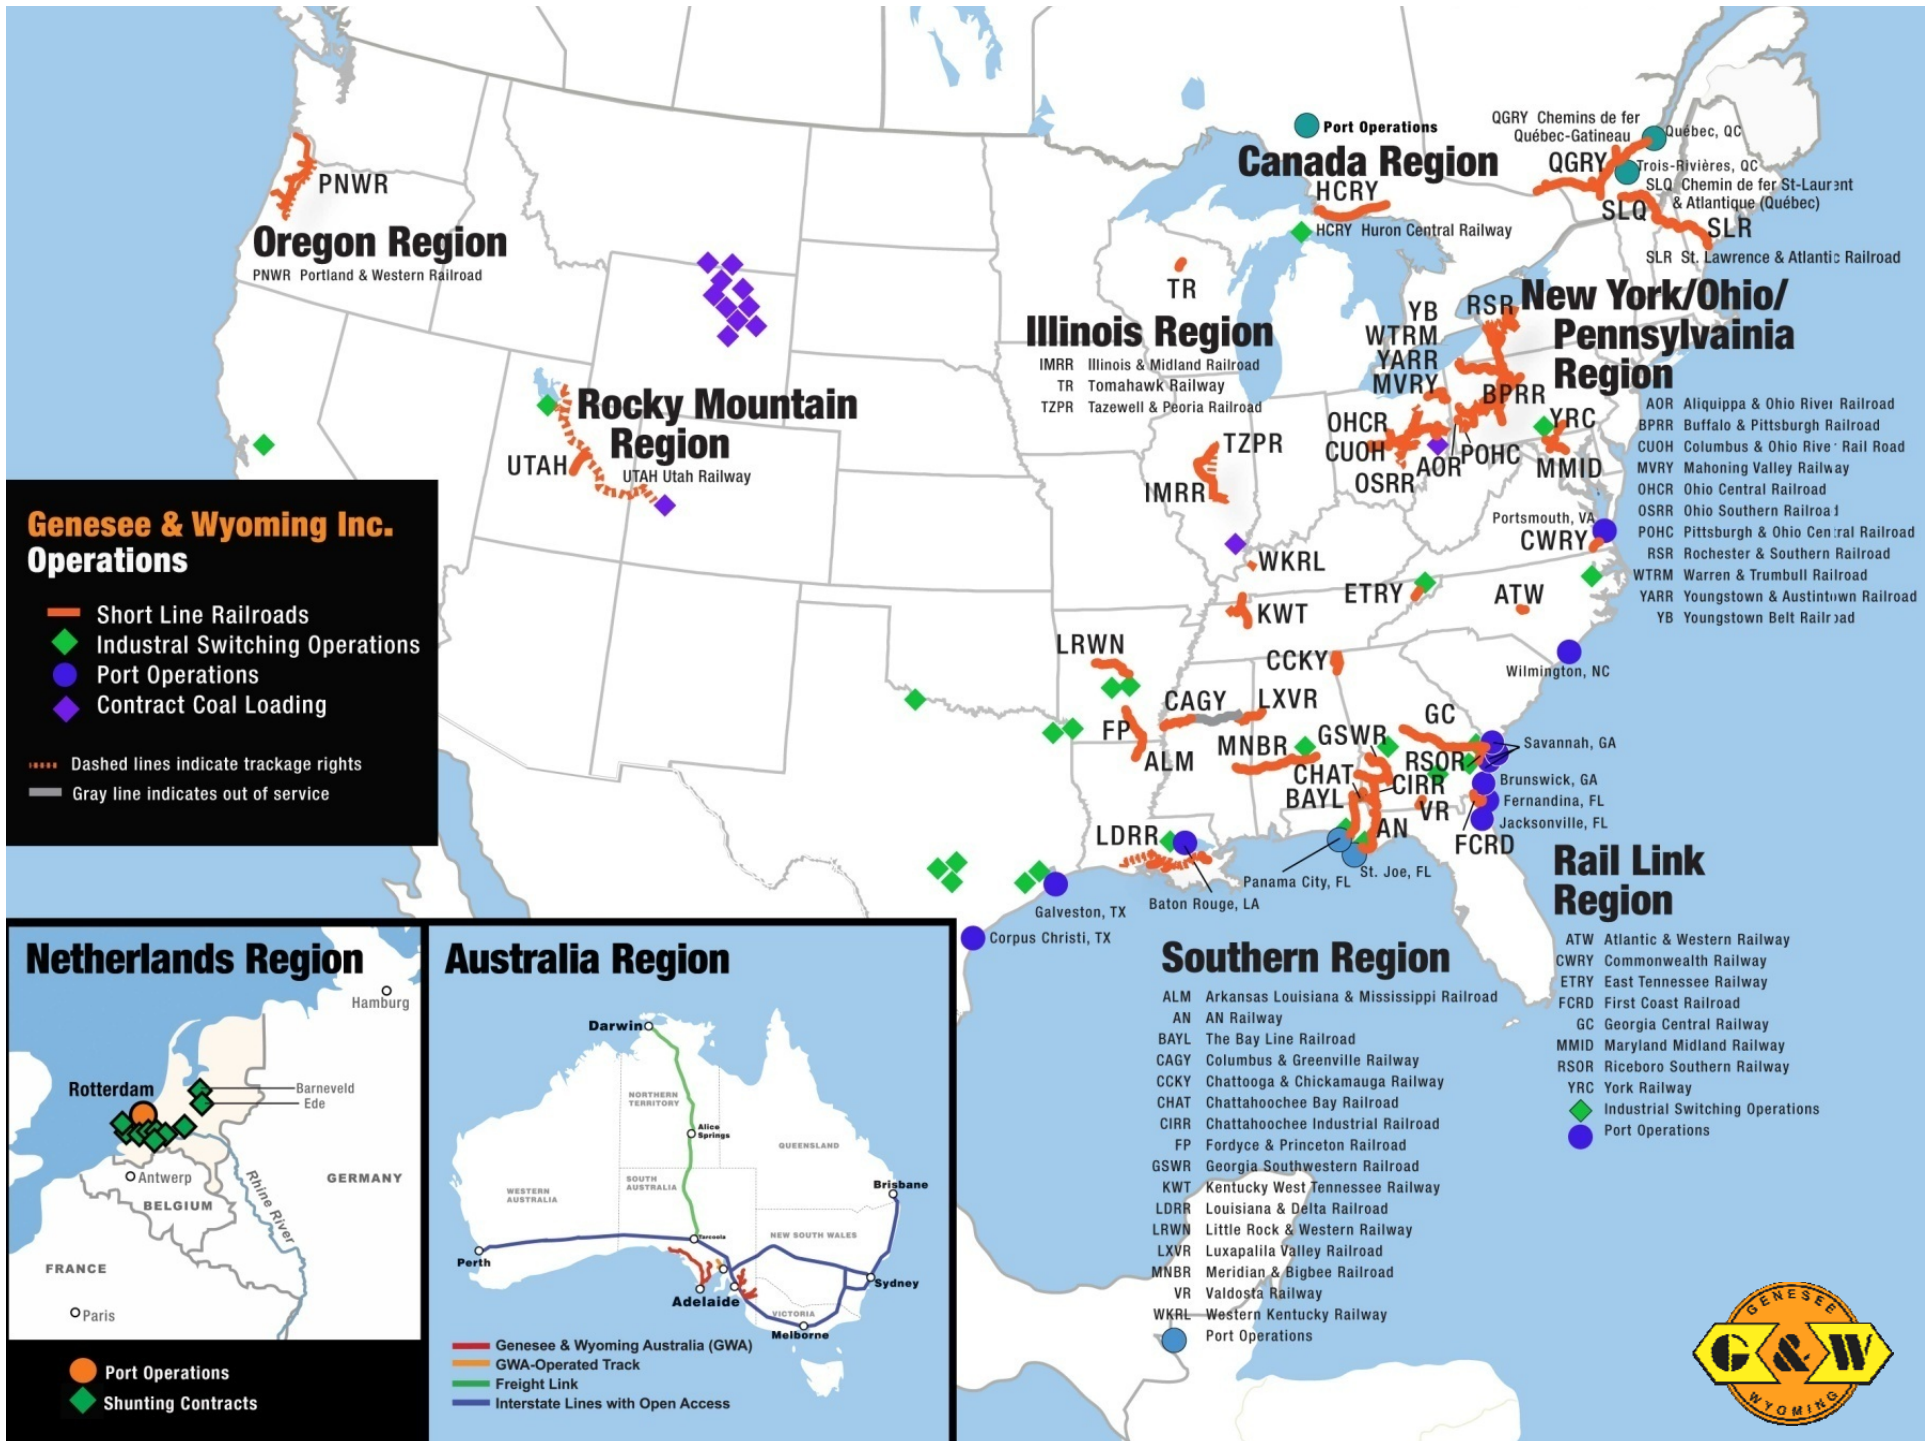 Port Operations
Canada Region
HCRY
HCRY Huron Central Railway
QGRY Chemins de fer
Québec-Gatineau
Québec, QC
QGRY
Trois-Rivières, QC
SLQ Chemin de fer St-Laurent
& Atlantique (Québec)
SLQ
SLR
SLR St. Lawrence & Atlantic Railroad
PNWR
Oregon Region
PNWR Portland & Western Railroad
TR
Illinois Region
IMRR Illinois & Midland Railroad
TR Tomahawk Railway
TZPR Tazewell & Peoria Railroad
TZPR
IMRR
Rocky Mountain
Region
UTAH
UTAH Utah Railway
New York/Ohio/
Pennsylvainia
Region
AOR Aliquippa & Ohio River Railroad
BPRR Buffalo & Pittsburgh Railroad
CUOH Columbus & Ohio River Rail Road
MVRY Mahoning Valley Railway
OHCR Ohio Central Railroad
OSRR Ohio Southern Railroad
POHC Pittsburgh & Ohio Central Railroad
RSR Rochester & Southern Railroad
WTRM Warren & Trumbull Railroad
YARR Youngstown & Austintown Railroad
YB Youngstown Belt Railroad
YB
RSR
WTRM
YARR
MVRY
BPRR
OHCR
YRC
CUOH
AOR
POHC
MMID
OSRR
Portsmouth, VA
CWRY
WKRL
ETRY
ATW
KWT
Wilmington, NC
LRWN
CCKY
CAGY
LXVR
GC
FP
MNBR
GSWR
ALM
RSOR
Savannah, GA
CHAT
CIRR
Brunswick, GA
BAYL
VR
Fernandina, FL
AN
Jacksonville, FL
LDRR
FCRD
St. Joe, FL
Panama City, FL
Baton Rouge, LA
Galveston, TX
Corpus Christi, TX
Genesee & Wyoming Inc.
Operations
Short Line Railroads
Industral Switching Operations
Port Operations
Contract Coal Loading
Dashed lines indicate trackage rights
Gray line indicates out of service
Rail Link
Region
ATW Atlantic & Western Railway
CWRY Commonwealth Railway
ETRY East Tennessee Railway
FCRD First Coast Railroad
GC Georgia Central Railway
MMID Maryland Midland Railway
RSOR Riceboro Southern Railway
YRC York Railway
Industrial Switching Operations
Port Operations
Southern Region
ALM Arkansas Louisiana & Mississippi Railroad
AN AN Railway
BAYL The Bay Line Railroad
CAGY Columbus & Greenville Railway
CCKY Chattooga & Chickamauga Railway
CHAT Chattahoochee Bay Railroad
CIRR Chattahoochee Industrial Railroad
FP Fordyce & Princeton Railroad
GSWR Georgia Southwestern Railroad
KWT Kentucky West Tennessee Railway
LDRR Louisiana & Delta Railroad
LRWN Little Rock & Western Railway
LXVR Luxapalila Valley Railroad
MNBR Meridian & Bigbee Railroad
VR Valdosta Railway
WKRL Western Kentucky Railway
Port Operations
Netherlands Region
Hamburg
Rotterdam
Barneveld
Ede
Antwerp
BELGIUM
GERMANY
Rhine River
FRANCE
Paris
Port Operations
Shunting Contracts
Australia Region
Darwin
NORTHERN
TERRITORY
Alice
Springs
QUEENSLAND
WESTERN
AUSTRALIA
SOUTH
AUSTRALIA
Brisbane
NEW SOUTH WALES
Tarcoola
Perth
Sydney
Adelaide
VICTORIA
Melborne
Genesee & Wyoming Australia (GWA)
GWA-Operated Track
Freight Link
Interstate Lines with Open Access
GENESEE
G & W
WYOMING